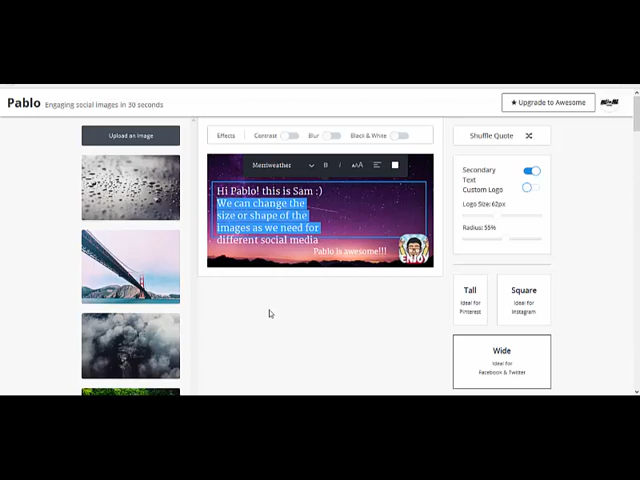 Pablo Engaging social images in 30 seconds
★ Upgrade to Awesome
Upload an Image
Effects Contrast Blur Black & White
Shuffle Quote
Merriweather B i AA
Hi Pablo! this is Sam :)
We can change the
size or shape of the
images as we need for
different social media
Pablo is awesome!!!
ENJOY
Secondary
Text
Custom Logo
Logo Size: 62px
Radius: 55%
Tall
Ideal for
Pinterest
Square
Ideal for
Instagram
Wide
Ideal for
Facebook & Twitter